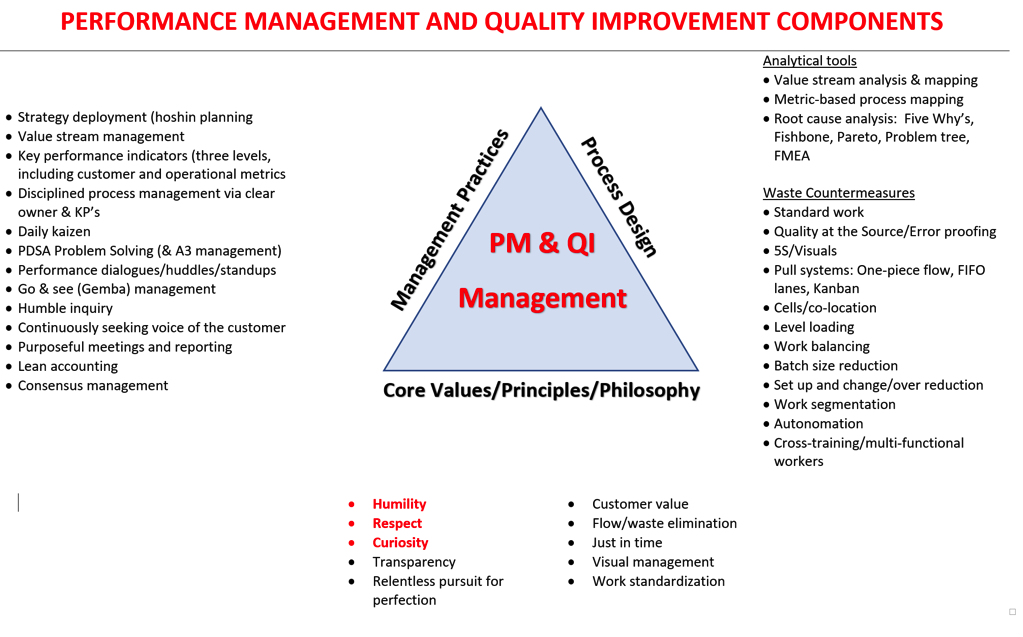 PERFORMANCE MANAGEMENT AND QUALITY IMPROVEMENT COMPONENTS
• Strategy deployment (hoshin planning
• Value stream management
• Key performance indicators (three levels,
including customer and operational metrics
• Disciplined process management via clear
owner & KP’s
• Daily kaizen
• PDSA Problem Solving (& A3 management)
• Performance dialogues/huddles/standups
• Go & see (Gemba) management
• Humble inquiry
• Continuously seeking voice of the customer
• Purposeful meetings and reporting
• Lean accounting
• Consensus management
Management Practices
Process Design
PM & QI
Management
Core Values/Principles/Philosophy
Analytical tools
• Value stream analysis & mapping
• Metric-based process mapping
• Root cause analysis:  Five Why’s,
Fishbone, Pareto, Problem tree,
FMEA
Waste Countermeasures
• Standard work
• Quality at the Source/Error proofing
• 5S/Visuals
• Pull systems: One-piece flow, FIFO
lanes, Kanban
• Cells/co-location
• Level loading
• Work balancing
• Batch size reduction
• Set up and change/over reduction
• Work segmentation
• Autonomation
• Cross-training/multi-functional
workers
• Humility
• Respect
• Curiosity
• Transparency
• Relentless pursuit for
perfection
• Customer value
• Flow/waste elimination
• Just in time
• Visual management
• Work standardization